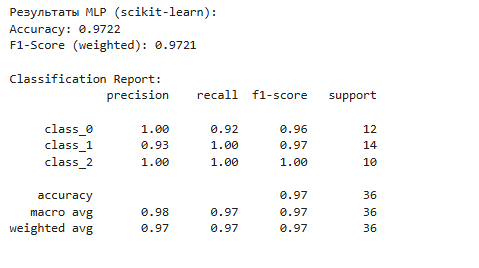 Результаты MLP (scikit-learn):
Accuracy: 0.9722
F1-Score (weighted): 0.9721
Classification Report:
precision recall f1-score support
class_0 1.00 0.92 0.96 12
class_1 0.93 1.00 0.97 14
class_2 1.00 1.00 1.00 10
accuracy 0.97 36
macro avg 0.98 0.97 0.97 36
weighted avg 0.97 0.97 0.97 36